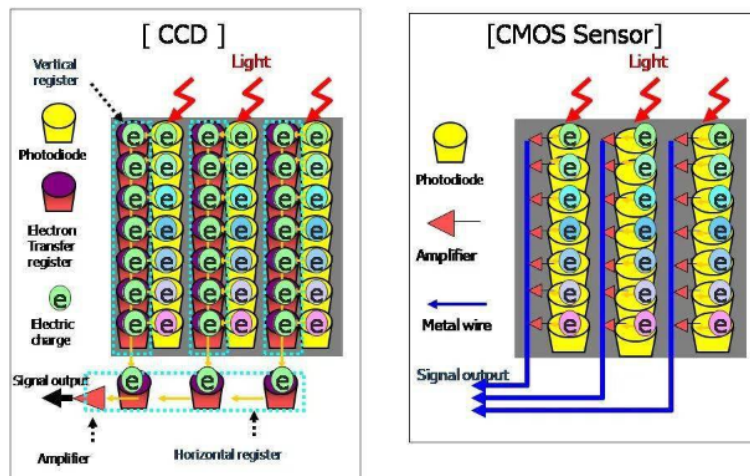 [ CCD ]
Vertical
register
Light
Photodiode
Electron
Transfer
register
e
Electric
charge
e e e e e e
e e e e e e
e e e e e e
e e e e e e
e e e e e e
e e e e e e
e e e e e e
e e e
Signal output
Amplifier
Horizontal register
[CMOS Sensor]
Light
Photodiode
Amplifier
Metal wire
e e e
e e e
e e e
e e e
e e e
e e e
e e e
Signal output